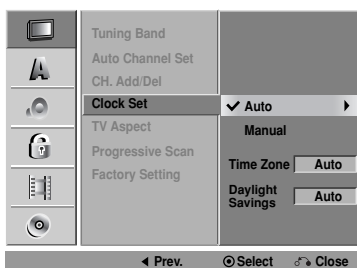 Tuning Band
Auto Channel Set
CH. Add/Del
Clock Set
TV Aspect
Progressive Scan
Factory Setting
✔ Auto
Manual
Time Zone Auto
Daylight Savings Auto
Prev. Select Close